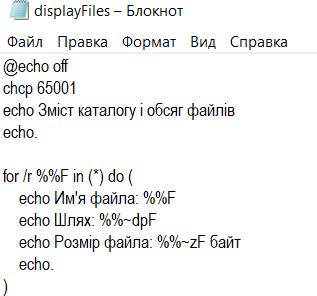 displayFiles – Блокнот
Файл Правка Формат Вид Справка
@echo off
chcp 65001
echo Зміст каталогу і обсяг файлів
echo.

for /r %%F in (*) do (
    echo Им'я файла: %%F
    echo Шлях: %%~dpF
    echo Розмір файла: %%~zF байт
    echo.
)